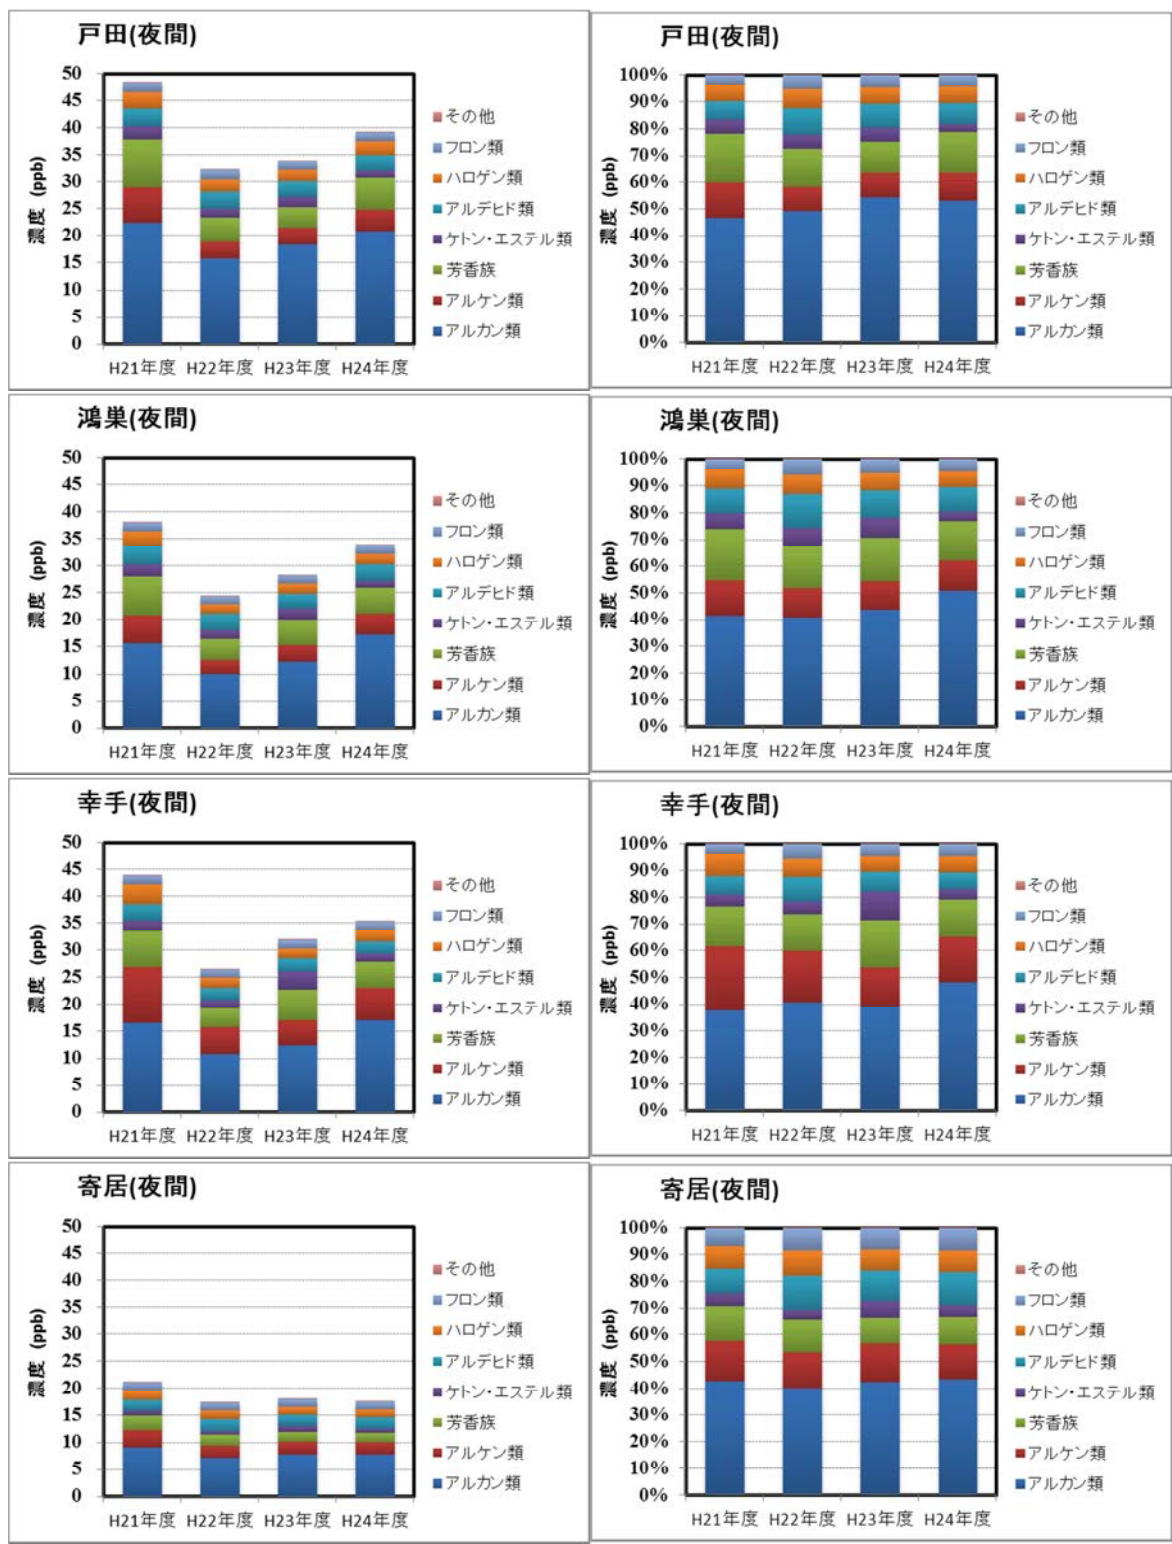 戸田(夜間)
濃度 (ppb)
50
45
40
35
30
25
20
15
10
5
0
H21年度 H22年度 H23年度 H24年度
その他
フロン類
ハロゲン類
アルデヒド類
ケトン・エステル類
芳香族
アルケン類
アルカン類
戸田(夜間)
濃度 (ppb)
100%
90%
80%
70%
60%
50%
40%
30%
20%
10%
0%
H21年度 H22年度 H23年度 H24年度
その他
フロン類
ハロゲン類
アルデヒド類
ケトン・エステル類
芳香族
アルケン類
アルカン類
鴻巣(夜間)
濃度 (ppb)
50
45
40
35
30
25
20
15
10
5
0
H21年度 H22年度 H23年度 H24年度
その他
フロン類
ハロゲン類
アルデヒド類
ケトン・エステル類
芳香族
アルケン類
アルカン類
鴻巣(夜間)
濃度 (ppb)
100%
90%
80%
70%
60%
50%
40%
30%
20%
10%
0%
H21年度 H22年度 H23年度 H24年度
その他
フロン類
ハロゲン類
アルデヒド類
ケトン・エステル類
芳香族
アルケン類
アルカン類
幸手(夜間)
濃度 (ppb)
50
45
40
35
30
25
20
15
10
5
0
H21年度 H22年度 H23年度 H24年度
その他
フロン類
ハロゲン類
アルデヒド類
ケトン・エステル類
芳香族
アルケン類
アルカン類
幸手(夜間)
濃度 (ppb)
100%
90%
80%
70%
60%
50%
40%
30%
20%
10%
0%
H21年度 H22年度 H23年度 H24年度
その他
フロン類
ハロゲン類
アルデヒド類
ケトン・エステル類
芳香族
アルケン類
アルカン類
寄居(夜間)
濃度 (ppb)
50
45
40
35
30
25
20
15
10
5
0
H21年度 H22年度 H23年度 H24年度
その他
フロン類
ハロゲン類
アルデヒド類
ケトン・エステル類
芳香族
アルケン類
アルカン類
寄居(夜間)
濃度 (ppb)
100%
90%
80%
70%
60%
50%
40%
30%
20%
10%
0%
H21年度 H22年度 H23年度 H24年度
その他
フロン類
ハロゲン類
アルデヒド類
ケトン・エステル類
芳香族
アルケン類
アルカン類